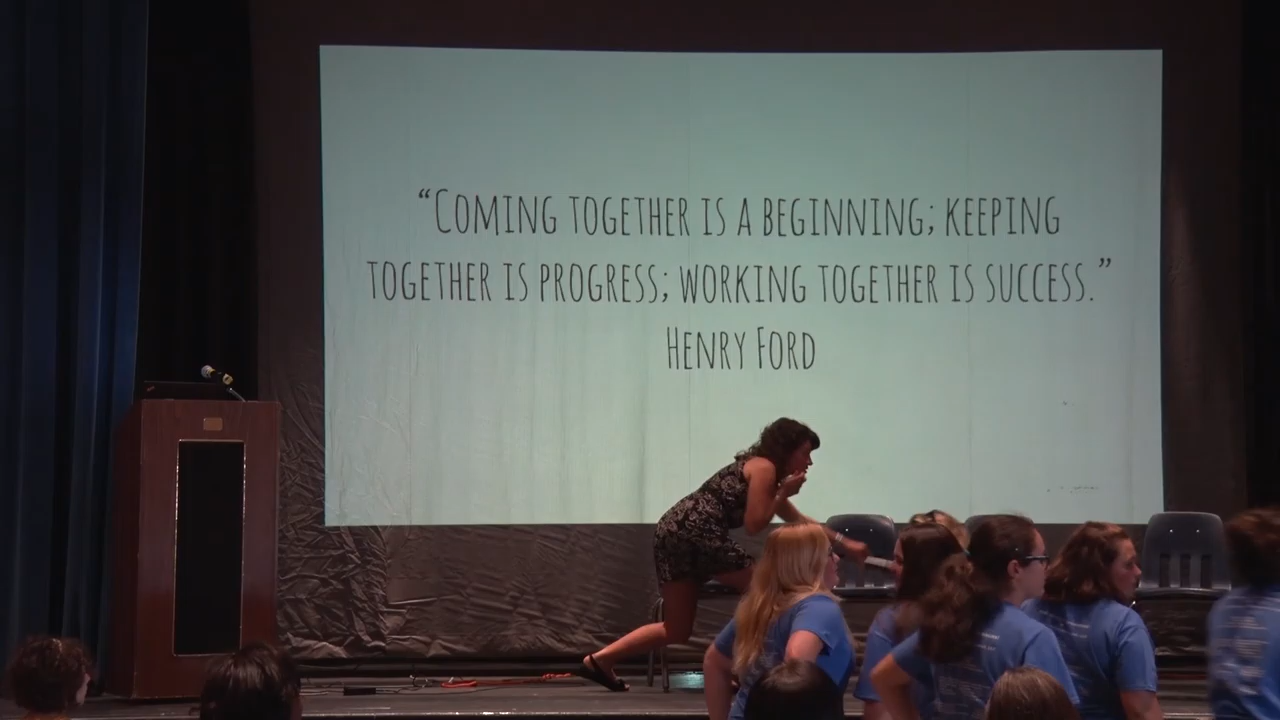 “Coming together is a beginning; keeping
together is progress; working together is success.”
Henry Ford